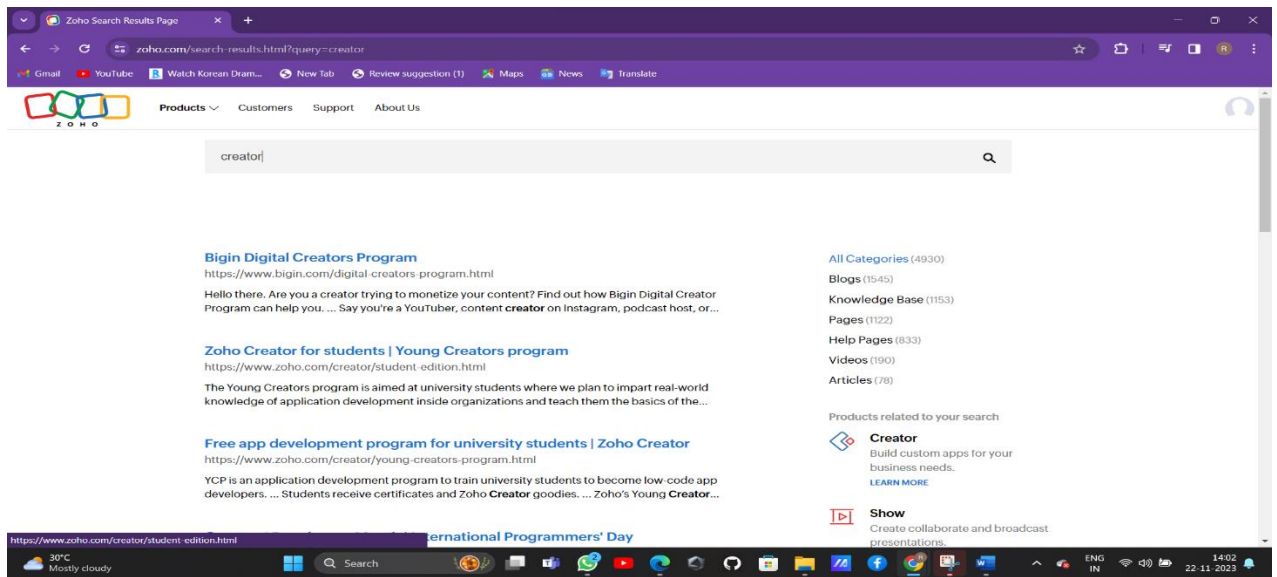 Zoho Search Results Page
zoho.com/search-results.html?query=creator
Gmail YouTube Watch Korean Dram... New Tab Review suggestion (1) Maps News Translate
ZOHO
Products Customers Support About Us
creator
Bigin Digital Creators Program
https://www.bigin.com/digital-creators-program.html
Hello there. Are you a creator trying to monetize your content? Find out how Bigin Digital Creator
Program can help you. ... Say you're a YouTuber, content creator on Instagram, podcast host, or...
Zoho Creator for students | Young Creators program
https://www.zoho.com/creator/student-edition.html
The Young Creators program is aimed at university students where we plan to impart real-world
knowledge of application development inside organizations and teach them the basics of the...
Free app development program for university students | Zoho Creator
https://www.zoho.com/creator/young-creators-program.html
YCP is an application development program to train university students to become low-code app
developers. ... Students receive certificates and Zoho Creator goodies. ... Zoho's Young Creator...
International Programmers' Day
All Categories (4930)
Blogs (1545)
Knowledge Base (1153)
Pages (1122)
Help Pages (833)
Videos (190)
Articles (78)
Products related to your search
Creator
Build custom apps for your
business needs.
LEARN MORE
Show
Create collaborate and broadcast
presentations.
https://www.zoho.com/creator/student-edition.html
30°C
Mostly cloudy
Search
ENG
IN
14:02
22-11-2023